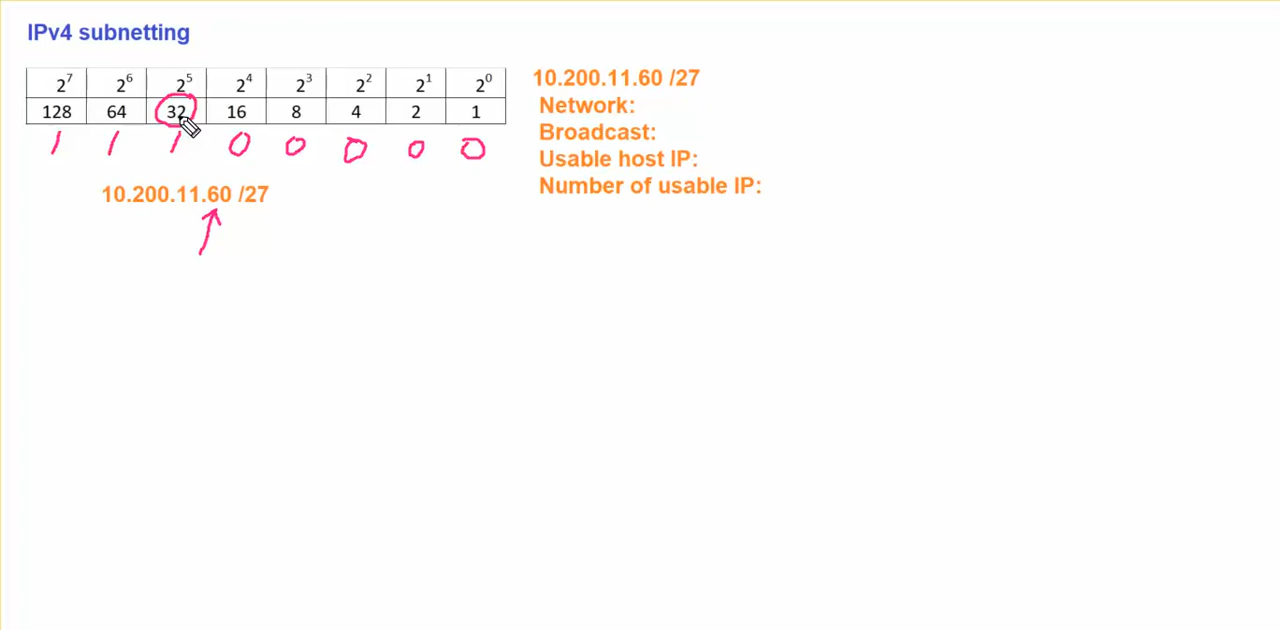 IPv4 subnetting
2⁷ 2⁶ 2⁵ 2⁴ 2³ 2² 2¹ 2⁰
128 64 32 16 8 4 2 1
1 1 1 0 0 0 0 0
10.200.11.60 /27
10.200.11.60 /27
Network:
Broadcast:
Usable host IP:
Number of usable IP: